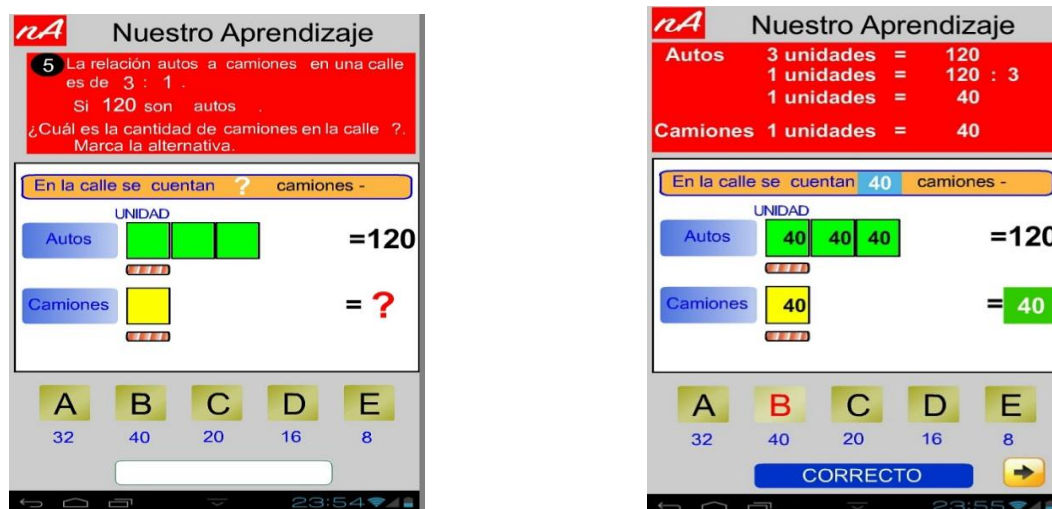 nA Nuestro Aprendizaje
5 La relación autos a camiones en una calle
es de 3 : 1 .
Si 120 son autos .
¿Cuál es la cantidad de camiones en la calle ?.
Marca la alternativa.
En la calle se cuentan ? camiones -
UNIDAD
Autos =120
Camiones = ?
A B C D E
32 40 20 16 8
23:54
nA Nuestro Aprendizaje
Autos 3 unidades = 120
1 unidades = 120 : 3
1 unidades = 40
Camiones 1 unidades = 40
En la calle se cuentan 40 camiones -
UNIDAD
Autos 40 40 40 =120
Camiones 40 = 40
A B C D E
32 40 20 16 8
CORRECTO
23:55